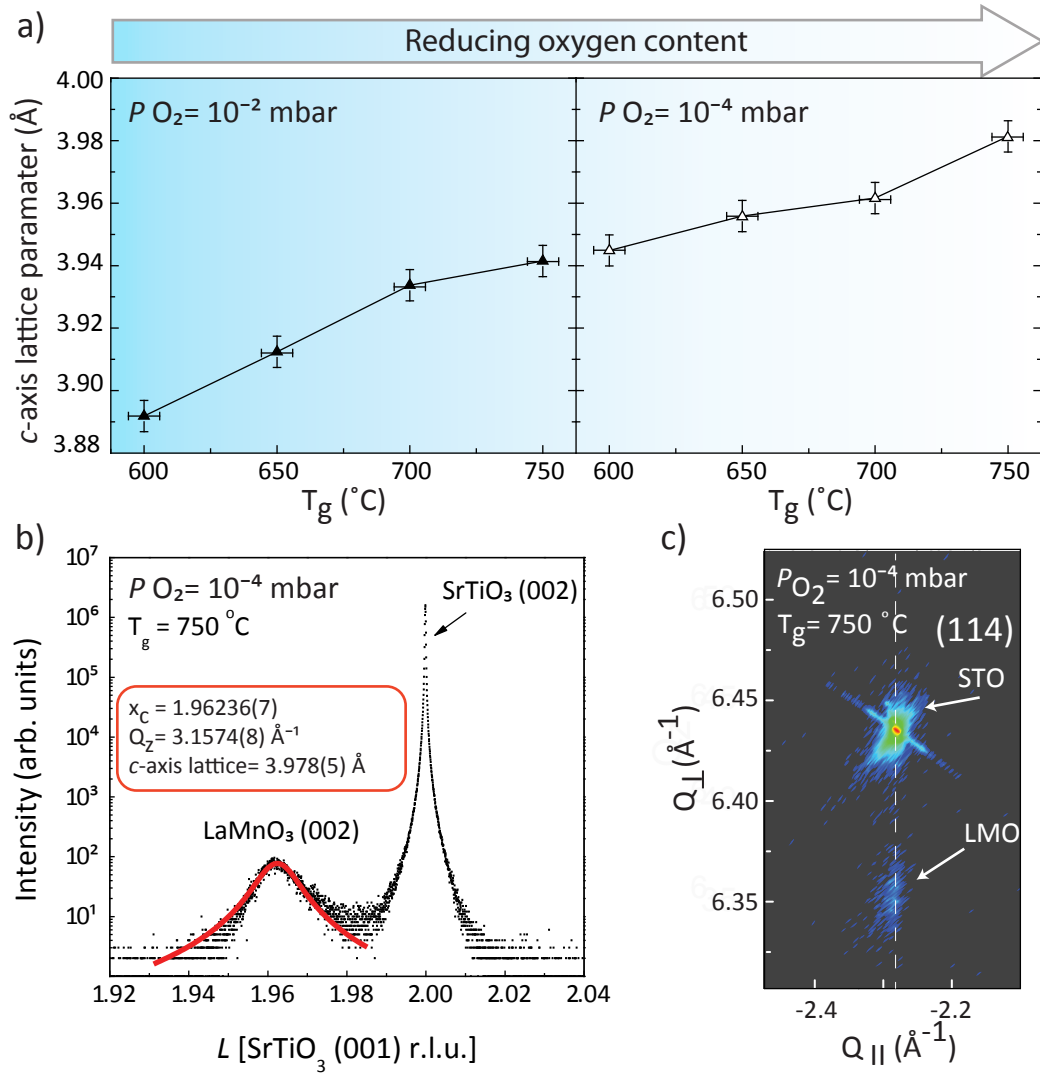 a)
Reducing oxygen content
P O₂= 10⁻² mbar
P O₂= 10⁻⁴ mbar
c-axis lattice paramater (Å)
4.00
3.98
3.96
3.94
3.92
3.90
3.88
600 650 700 750
600 650 700 750
Tg (˚C)
Tg (˚C)
b)
P O₂= 10⁻⁴ mbar
Tg = 750 °C
SrTiO₃ (002)
xC = 1.96236(7)
QZ= 3.1574(8) Å⁻¹
c-axis lattice= 3.978(5) Å
LaMnO₃ (002)
Intensity (arb. units)
10⁷
10⁶
10⁵
10⁴
10³
10²
10¹
1.92 1.94 1.96 1.98 2.00 2.02 2.04
L [SrTiO₃ (001) r.l.u.]
c)
PO₂ = 10⁻⁴ mbar
Tg= 750 ˚C
(114)
STO
LMO
Q⊥ (Å⁻¹)
6.50
6.45
6.40
6.35
-2.4 -2.2
Q || (Å⁻¹)